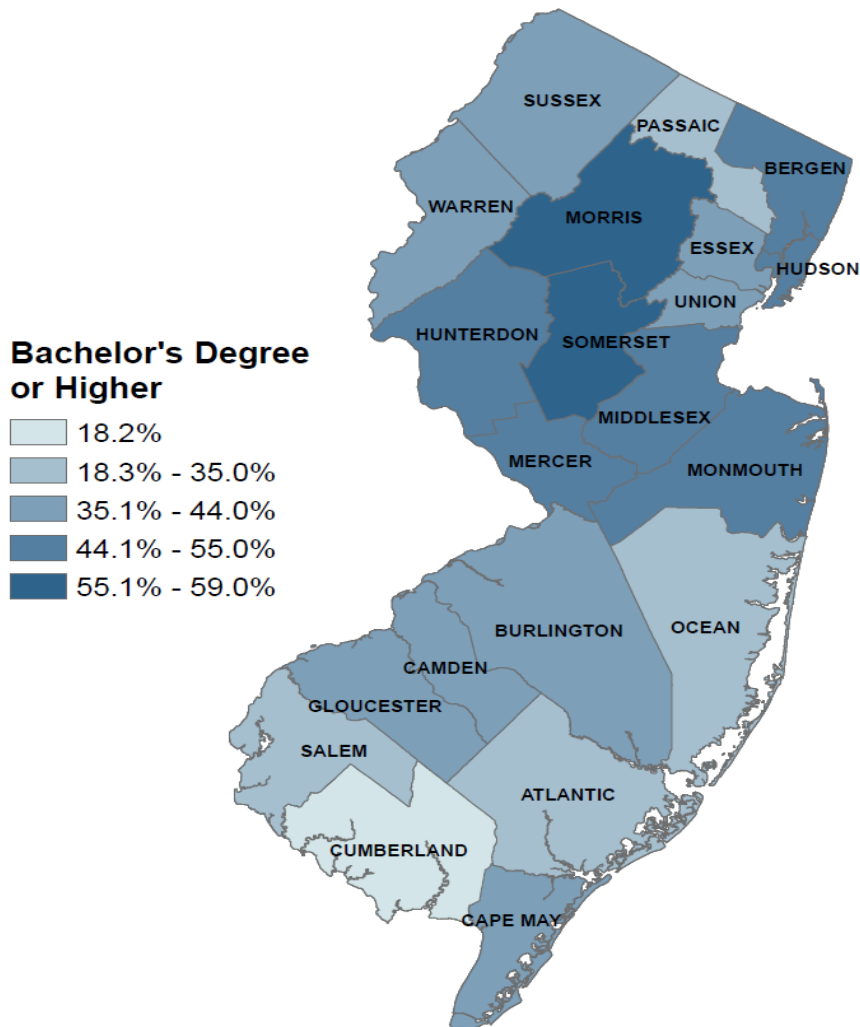 SUSSEX
PASSAIC
BERGEN
WARREN
MORRIS
ESSEX
HUDSON
UNION
HUNTERDON
SOMERSET
Bachelor's Degree
or Higher
18.2%
18.3% - 35.0%
35.1% - 44.0%
44.1% - 55.0%
55.1% - 59.0%
MIDDLESEX
MERCER
MONMOUTH
OCEAN
BURLINGTON
CAMDEN
GLOUCESTER
SALEM
ATLANTIC
CUMBERLAND
CAPE MAY